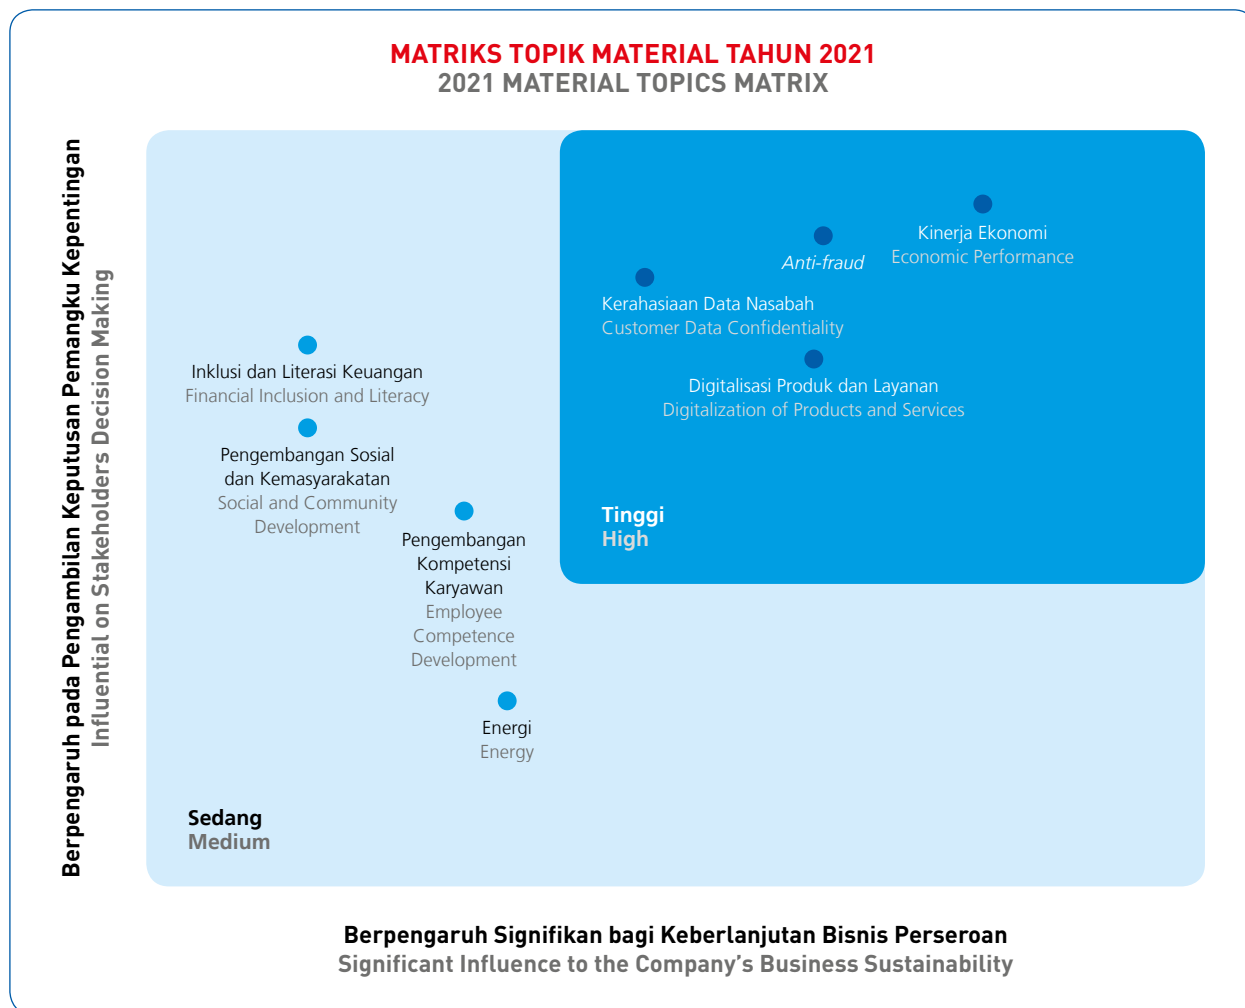 MATRIKS TOPIK MATERIAL TAHUN 2021
2021 MATERIAL TOPICS MATRIX
Berpengaruh pada Pengambilan Keputusan Pemangku Kepentingan
Influential on Stakeholders Decision Making
Kinerja Ekonomi
Economic Performance
Anti-fraud
Kerahasiaan Data Nasabah
Customer Data Confidentiality
Inklusi dan Literasi Keuangan
Financial Inclusion and Literacy
Digitalisasi Produk dan Layanan
Digitalization of Products and Services
Pengembangan Sosial
dan Kemasyarakatan
Social and Community
Development
Tinggi
High
Pengembangan
Kompetensi
Karyawan
Employee
Competence
Development
Energi
Energy
Sedang
Medium
Berpengaruh Signifikan bagi Keberlanjutan Bisnis Perseroan
Significant Influence to the Company's Business Sustainability